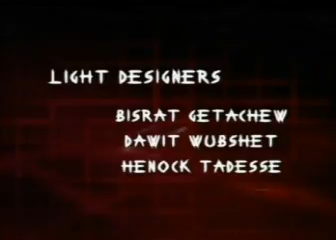 LIGHT DESIGNERS
BISRAT GETACHEW
DAWIT WUBSHET
HENOCK TADESSE